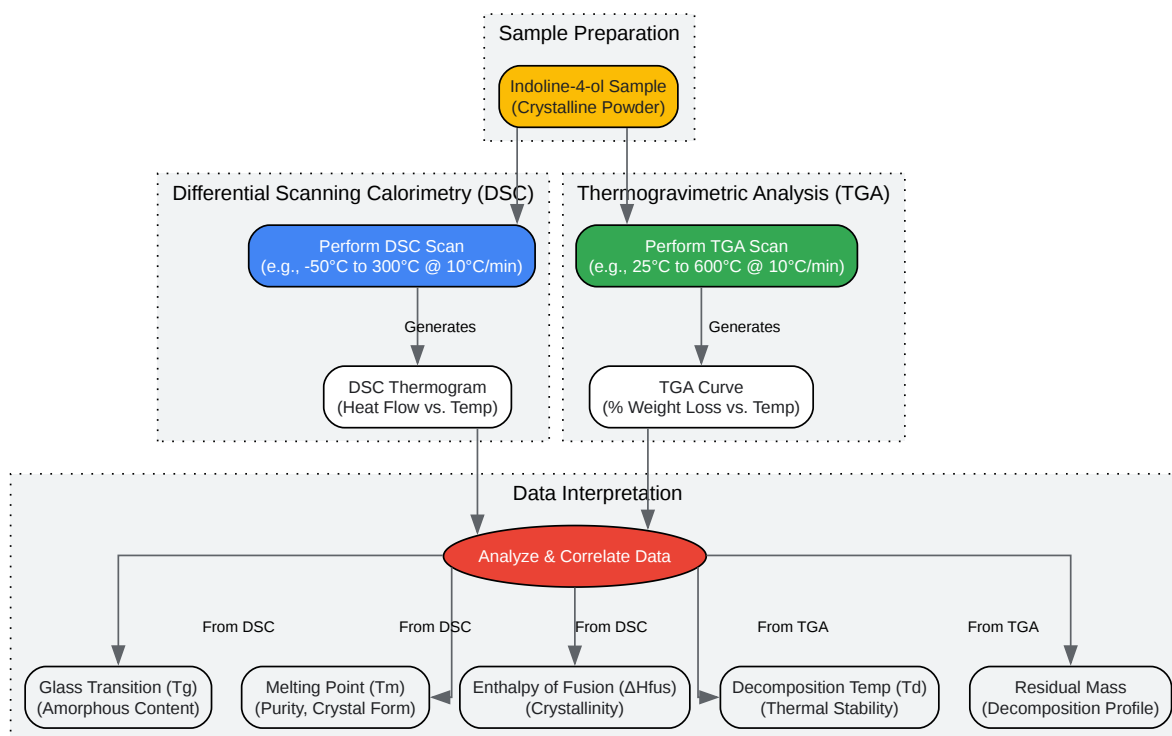 Sample Preparation
Indoline-4-ol Sample
(Crystalline Powder)
Differential Scanning Calorimetry (DSC)
Thermogravimetric Analysis (TGA)
Perform DSC Scan
(e.g., -50°C to 300°C @ 10°C/min)
Perform TGA Scan
(e.g., 25°C to 600°C @ 10°C/min)
Generates
Generates
DSC Thermogram
(Heat Flow vs. Temp)
TGA Curve
(% Weight Loss vs. Temp)
Data Interpretation
Analyze & Correlate Data
From DSC
From DSC
From DSC
From TGA
From TGA
Glass Transition (Tg)
(Amorphous Content)
Melting Point (Tm)
(Purity, Crystal Form)
Enthalpy of Fusion (ΔHfus)
(Crystallinity)
Decomposition Temp (Td)
(Thermal Stability)
Residual Mass
(Decomposition Profile)